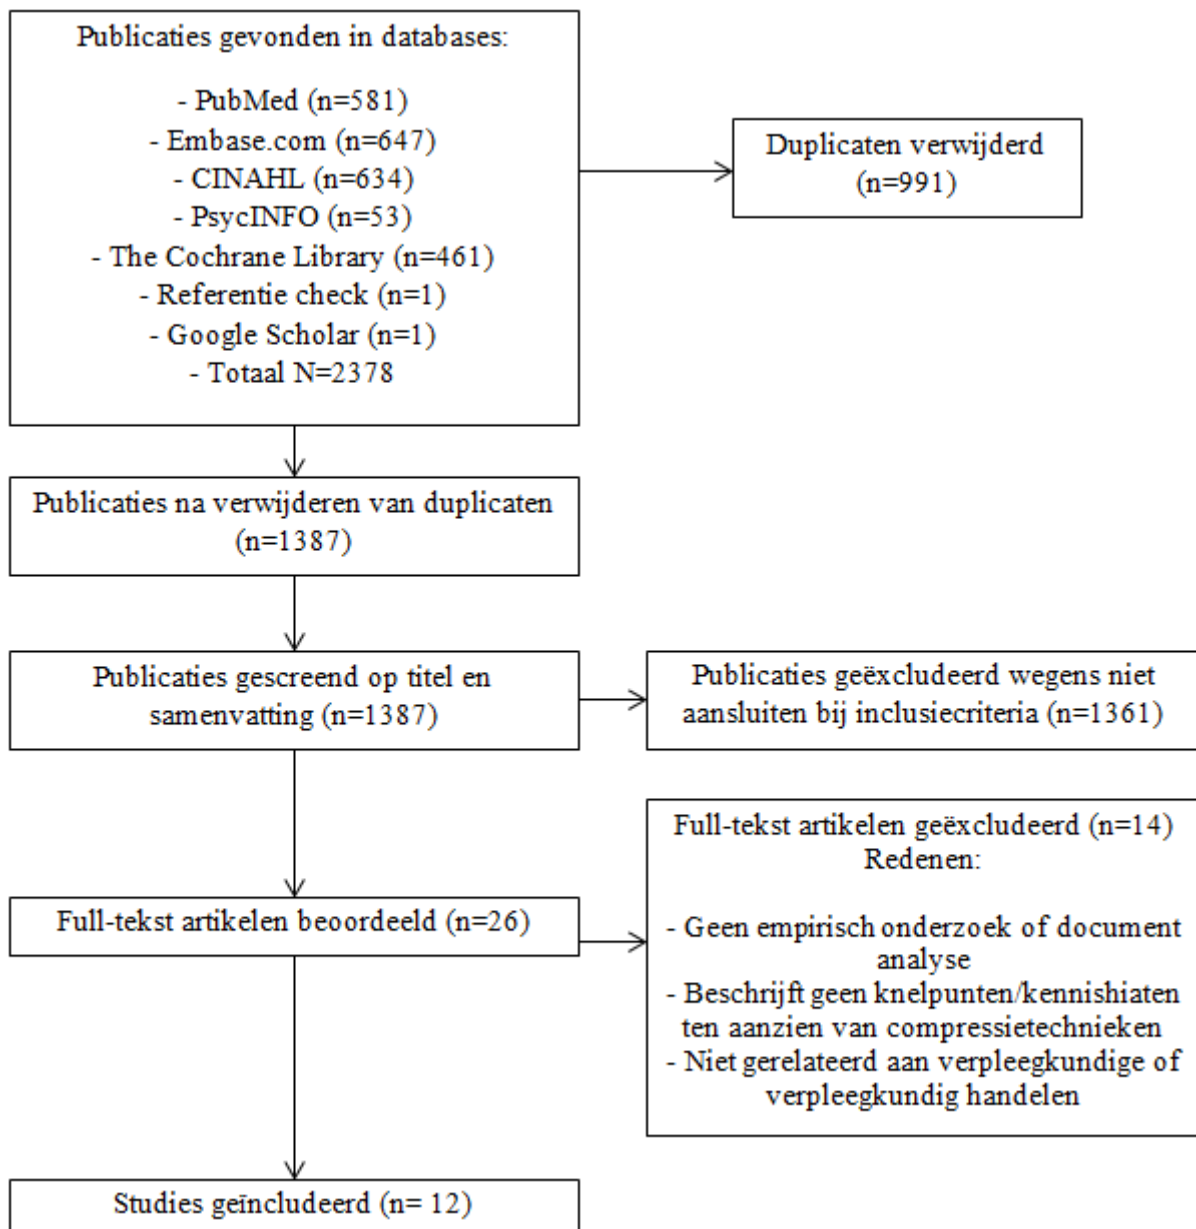 Publicaties gevonden in databases:
- PubMed (n=581)
- Embase.com (n=647)
- CINAHL (n=634)
- PsycINFO (n=53)
- The Cochrane Library (n=461)
- Referentie check (n=1)
- Google Scholar (n=1)
- Totaal N=2378
Duplicaten verwijderd
(n=991)
Publicaties na verwijderen van duplicaten
(n=1387)
Publicaties gescreend op titel en
samenvatting (n=1387)
Publicaties geëxcludeerd wegens niet
aansluiten bij inclusiecriteria (n=1361)
Full-tekst artikelen beoordeeld (n=26)
Full-tekst artikelen geëxcludeerd (n=14)
Redenen:
- Geen empirisch onderzoek of document
analyse
- Beschrijft geen knelpunten/kennishiaten
ten aanzien van compressietechnieken
- Niet gerelateerd aan verpleegkundige of
verpleegkundig handelen
Studies geïncludeerd (n= 12)